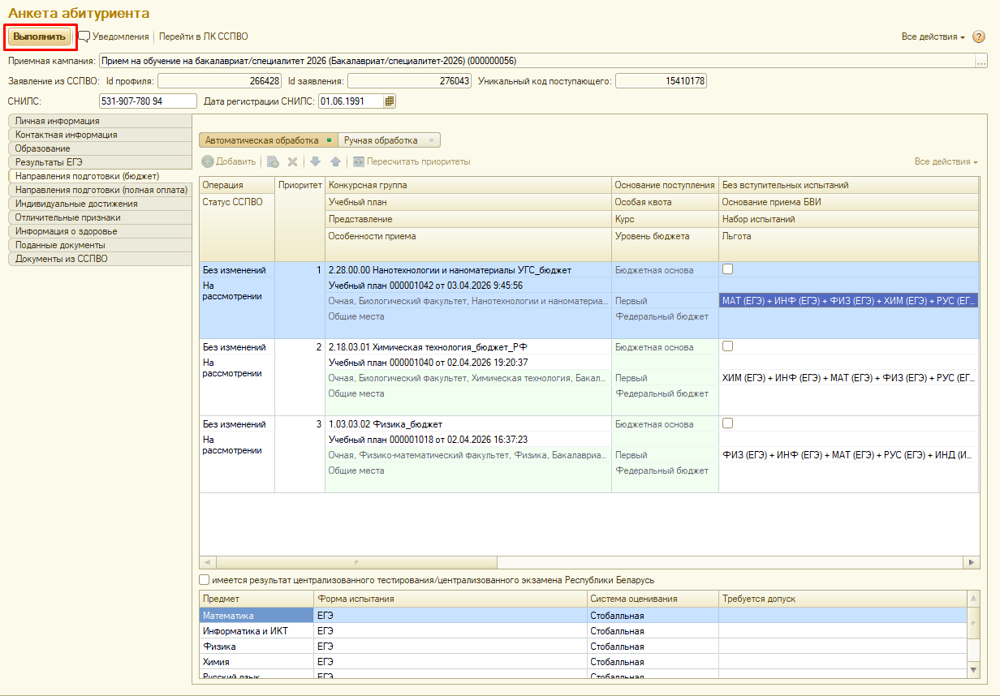 Анкета абитуриента
Выполнить Уведомления Перейти в ЛК ССПВО Все действия ?
Приемная кампания: Прием на обучение на бакалавриат/специалитет 2026 (Бакалавриат/специалитет-2026) (000000056) ...
Заявление из ССПВО: Id профиля: 266428 Id заявления: 276043 Уникальный код поступающего: 15410178
СНИЛС: 531-907-780 94 Дата регистрации СНИЛС: 01.06.1991
Личная информация
Контактная информация
Образование
Результаты ЕГЭ
Направления подготовки (бюджет)
Направления подготовки (полная оплата)
Индивидуальные достижения
Отличительные признаки
Информация о здоровье
Поданные документы
Документы из ССПВО
Автоматическая обработка Ручная обработка
Добавить Пересчитать приоритеты Все действия
Операция Приоритет Конкурсная группа Основание поступления Без вступительных испытаний
Статус ССПВО Учебный план Особая квота Основание приема БВИ
Представление Курс Набор испытаний
Особенности приема Уровень бюджета Льгота
Без изменений 1 2.28.00.00 Нанотехнологии и наноматериалы УГС_бюджет Бюджетная основа
На Учебный план 000001042 от 03.04.2026 9:45:56
рассмотрении Очная, Биологический факультет, Нанотехнологии и наноматериа... Первый МАТ (ЕГЭ) + ИНФ (ЕГЭ) + ФИЗ (ЕГЭ) + ХИМ (ЕГЭ) + РУС (ЕГ...
Общие места Федеральный бюджет
Без изменений 2 2.18.03.01 Химическая технология_бюджет_РФ Бюджетная основа
На Учебный план 000001040 от 02.04.2026 19:20:37
рассмотрении Очная, Биологический факультет, Химическая технология, Бакал... Первый ХИМ (ЕГЭ) + ИНФ (ЕГЭ) + МАТ (ЕГЭ) + ФИЗ (ЕГЭ) + РУС (ЕГ...
Общие места Федеральный бюджет
Без изменений 3 1.03.03.02 Физика_бюджет Бюджетная основа
На Учебный план 000001018 от 02.04.2026 16:37:23
рассмотрении Очная, Физико-математический факультет, Физика, Бакалавриа... Первый ФИЗ (ЕГЭ) + ИНФ (ЕГЭ) + МАТ (ЕГЭ) + РУС (ЕГЭ) + ИНД (И...
Общие места Федеральный бюджет
имеется результат централизованного тестирования/централизованного экзамена Республики Беларусь
Предмет Форма испытания Система оценивания Требуется допуск
Математика ЕГЭ Стобалльная
Информатика и ИКТ ЕГЭ Стобалльная
Физика ЕГЭ Стобалльная
Химия ЕГЭ Стобалльная
Русский язык ЕГЭ Стобалльная